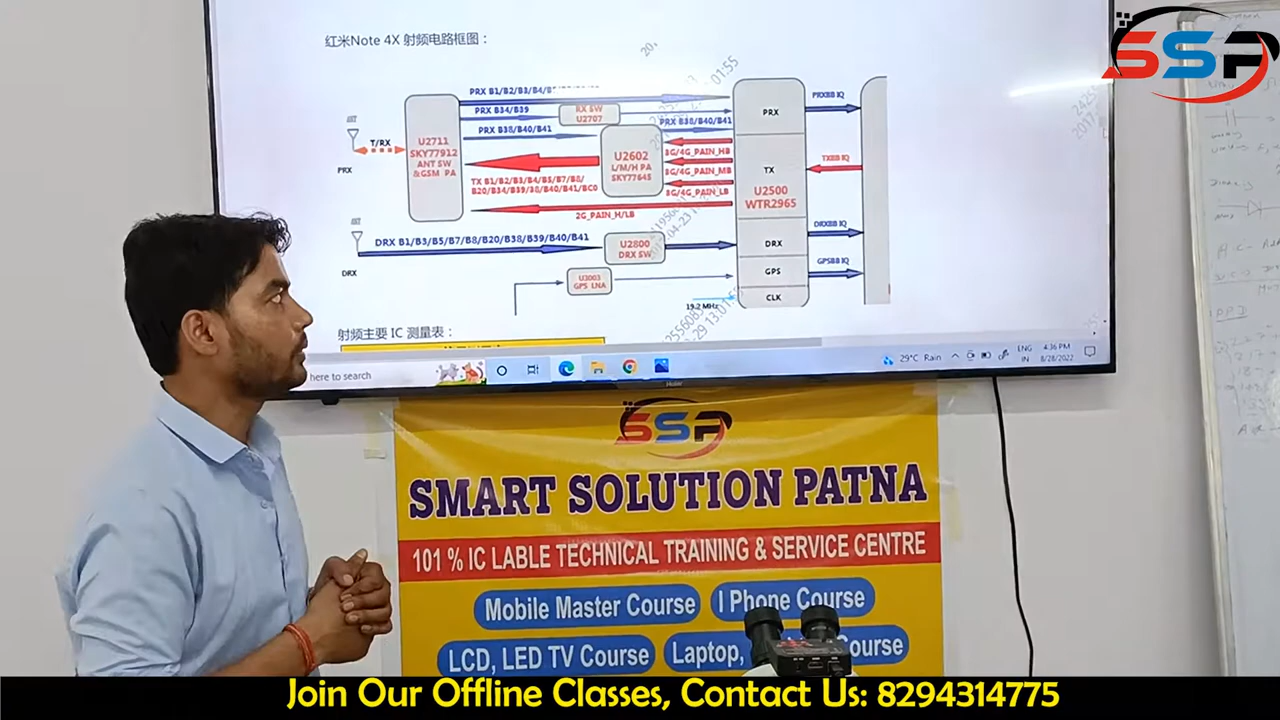 红米Note 4X 射频电路框图：
SSP
PRX B1/B2/B3/B4/B
PRX B34/B39
RX SW
U2707
PRX B38/B40/B41
PRX B38/B40/B41
ANT
T/RX
PRX
U2711
SKY77912
ANT SW
&GSM PA
U2602
L/M/H PA
SKY77645
3G/4G_PAIN_HB
3G/4G_PAIN_MB
3G/4G_PAIN_LB
TX B1/B2/B3/B4/B5/B7/B8/
B20/B34/B39/38/B40/B41/BC0
2G_PAIN_H/LB
PRX
TX
U2500
WTR2965
DRX
GPS
CLK
PRXBB IQ
TXBB IQ
DRXBB IQ
GPSBB IQ
ANT
DRX B1/B3/B5/B7/B8/B20/B38/B39/B40/B41
DRX
U2800
DRX SW
U3003
GPS LNA
19.2 MHz
射频主要 IC 测量表：
here to search
29°C Rain
ENG
IN
4:36 PM
8/28/2022
Haier
SSP
SMART SOLUTION PATNA
101 % IC LABLE TECHNICAL TRAINING & SERVICE CENTRE
Mobile Master Course
I Phone Course
LCD, LED TV Course
Laptop,
Course
Join Our Offline Classes, Contact Us: 8294314775